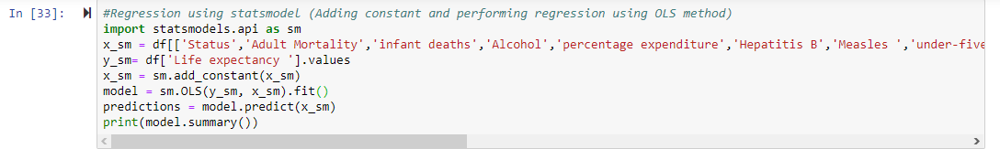 In [33]: #Regression using statsmodel (Adding constant and performing regression using OLS method)
import statsmodels.api as sm
x_sm = df[['Status','Adult Mortality','infant deaths','Alcohol','percentage expenditure','Hepatitis B','Measles ','under-five
y_sm= df['Life expectancy '].values
x_sm = sm.add_constant(x_sm)
model = sm.OLS(y_sm, x_sm).fit()
predictions = model.predict(x_sm)
print(model.summary())